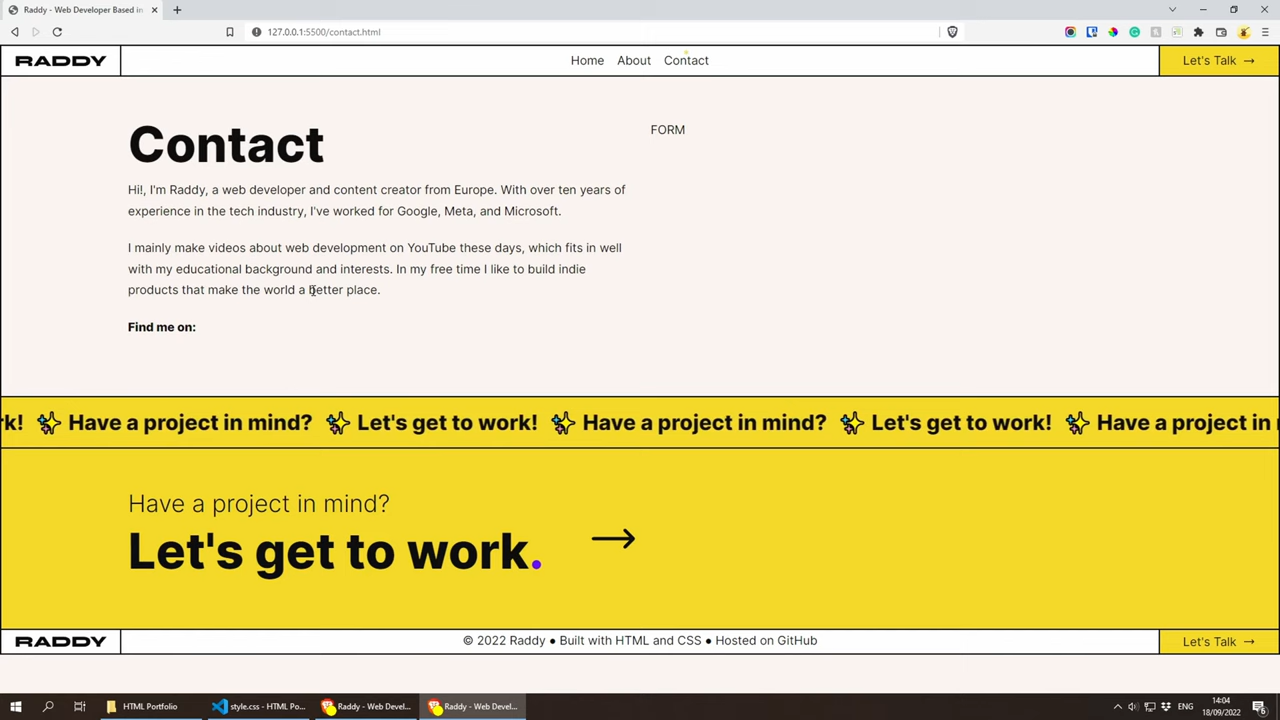 Raddy - Web Developer Based in
127.0.0.1:5500/contact.html
RADDY
Home About Contact
Let's Talk →
Contact
FORM
Hi!, I'm Raddy, a web developer and content creator from Europe. With over ten years of
experience in the tech industry, I've worked for Google, Meta, and Microsoft.
I mainly make videos about web development on YouTube these days, which fits in well
with my educational background and interests. In my free time I like to build indie
products that make the world a better place.
Find me on:
rk! Have a project in mind? Let's get to work! Have a project in mind? Let's get to work! Have a project in
Have a project in mind?
Let's get to work.
RADDY
© 2022 Raddy ● Built with HTML and CSS ● Hosted on GitHub
Let's Talk →
HTML Portfolio
style.css - HTML Po...
Raddy - Web Devel...
Raddy - Web Devel...
ENG
14:04
18/09/2022